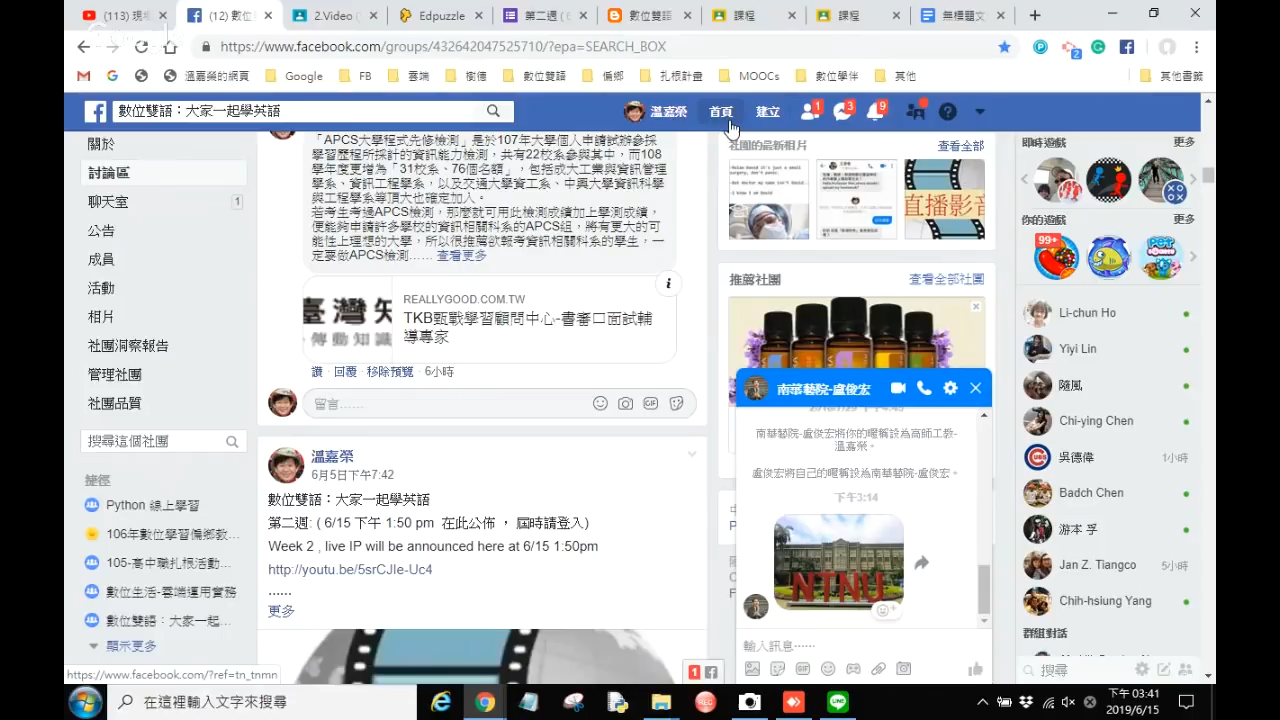 (113) 現場
(12) 數位
2.Video (
Edpuzzle
第二週 (6
數位雙語
課程
課程
無標題文
https://www.facebook.com/groups/432642047525710/?epa=SEARCH_BOX
溫嘉榮的網頁
Google
FB
雲端
樹德
數位雙語
偏鄉
扎根計畫
MOOCs
數位學伴
其他
其他書籤
數位雙語：大家一起學英語
溫嘉榮
首頁
建立
1
3
9
關於
討論區
聊天室
1
公告
成員
活動
相片
社團洞察報告
管理社團
社團品質
搜尋這個社團
捷徑
Python 線上學習
106年數位學習偏鄉教...
105-高中職扎根活動...
數位生活-雲端運用實務
數位雙語：大家一起...
顯示更多
「APCS大學程式先修檢測」是於107年大學個人申請試辦參採
學習歷程所採計的資訊能力檢測，共有22校系參與其中，而108
學年度更增為「31校系、76個名額」，包括成大工業與資訊管理
學系、資訊工程學系，以及交通大學資工系、中興大學資訊科學
與工程學系等頂大也確定加入。
若考生考過APCS檢測，那麼就可用此檢測成績加上學測成績，
便能夠申請許多學校的資訊相關科系的APCS組，將有更大的可
能性上理想的大學，所以很推薦欲報考資訊相關科系的學生，一
定要做APCS檢測…… 查看更多
REALLYGOOD.COM.TW
TKB甄戰學習顧問中心-書審口面試輔
導專家
臺灣知
傳動知識
讚 · 回覆 · 移除預覽 · 6小時
留言……
溫嘉榮
6月5日下午7:42
數位雙語：大家一起學英語
第二週: ( 6/15 下午 1:50 pm 在此公佈 ， 屆時請登入)
Week 2 , live IP will be announced here at 6/15 1:50pm
http://youtu.be/5srCJIe-Uc4
......
更多
社團的最新相片
查看全部
直播影音
推薦社團
查看全部社團
南華藝院-盧俊宏
南華藝院-盧俊宏將你的暱稱設為高師工教-
溫嘉榮。
盧俊宏將自己的暱稱設為南華藝院-盧俊宏。
下午3:14
NTNU
輸入訊息……
即時遊戲
更多
你的遊戲
更多
99+
Li-chun Ho
Yiyi Lin
隨風
Chi-ying Chen
吳德偉
1小時
Badch Chen
游本 孚
Jan Z. Tiangco
5小時
Chih-hsiung Yang
群組對話
搜尋
https://www.facebook.com/?ref=tn_tnmn
在這裡輸入文字來搜尋
下午 03:41
2019/6/15